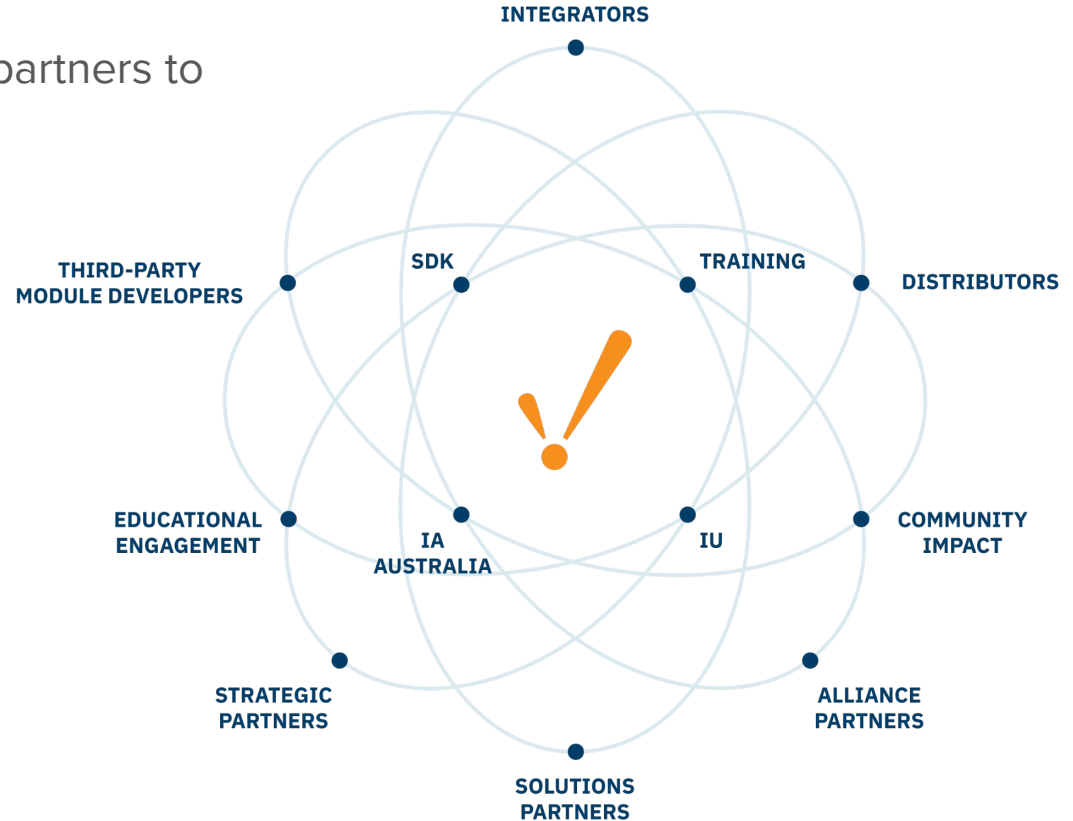 INTEGRATORS
partners to
SDK
TRAINING
THIRD-PARTY
MODULE DEVELOPERS
DISTRIBUTORS
EDUCATIONAL
ENGAGEMENT
IA
AUSTRALIA
IU
COMMUNITY
IMPACT
STRATEGIC
PARTNERS
ALLIANCE
PARTNERS
SOLUTIONS
PARTNERS